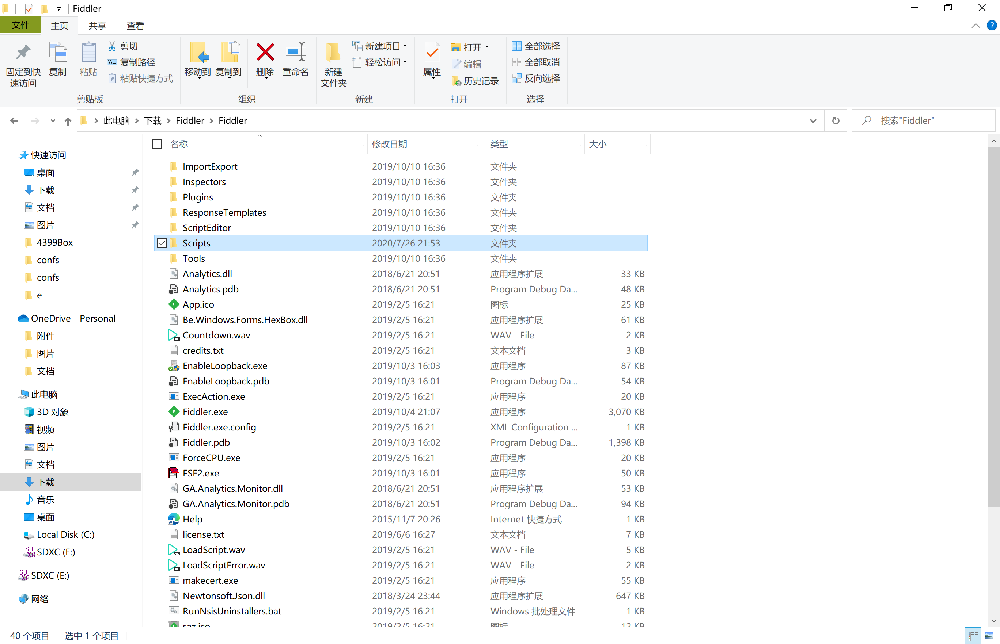 Fiddler
文件 主页 共享 查看
固定到快速访问 复制 粘贴 剪切 复制路径 粘贴快捷方式 移动到 复制到 删除 重命名 新建文件夹 新建项目 轻松访问 属性 打开 编辑 历史记录 全部选择 全部取消 反向选择
剪贴板 组织 新建 打开 选择
此电脑 下载 Fiddler Fiddler 搜索"Fiddler"
快速访问
桌面
下载
文档
图片
4399Box
confs
confs
e
OneDrive - Personal
附件
图片
文档
此电脑
3D 对象
视频
图片
文档
下载
音乐
桌面
Local Disk (C:)
SDXC (E:)
SDXC (E:)
网络
名称 修改日期 类型 大小
ImportExport 2019/10/10 16:36 文件夹
Inspectors 2019/10/10 16:36 文件夹
Plugins 2019/10/10 16:36 文件夹
ResponseTemplates 2019/10/10 16:36 文件夹
ScriptEditor 2019/10/10 16:36 文件夹
Scripts 2020/7/26 21:53 文件夹
Tools 2019/10/10 16:36 文件夹
Analytics.dll 2018/6/21 20:51 应用程序扩展 33 KB
Analytics.pdb 2018/6/21 20:51 Program Debug Da... 48 KB
App.ico 2019/2/5 16:21 图标 25 KB
Be.Windows.Forms.HexBox.dll 2019/2/5 16:21 应用程序扩展 61 KB
Countdown.wav 2019/2/5 16:21 WAV - File 2 KB
credits.txt 2019/2/5 16:21 文本文档 3 KB
EnableLoopback.exe 2019/10/3 16:03 应用程序 87 KB
EnableLoopback.pdb 2019/10/3 16:01 Program Debug Da... 54 KB
ExecAction.exe 2019/2/5 16:21 应用程序 20 KB
Fiddler.exe 2019/10/4 21:07 应用程序 3,070 KB
Fiddler.exe.config 2019/2/5 16:21 XML Configuration ... 1 KB
Fiddler.pdb 2019/10/3 16:02 Program Debug Da... 1,398 KB
ForceCPU.exe 2019/2/5 16:21 应用程序 20 KB
FSE2.exe 2019/10/3 16:01 应用程序 50 KB
GA.Analytics.Monitor.dll 2018/6/21 20:51 应用程序扩展 53 KB
GA.Analytics.Monitor.pdb 2018/6/21 20:51 Program Debug Da... 94 KB
Help 2015/11/7 20:26 Internet 快捷方式 1 KB
license.txt 2019/6/6 16:27 文本文档 7 KB
LoadScript.wav 2019/2/5 16:21 WAV - File 5 KB
LoadScriptError.wav 2019/2/5 16:21 WAV - File 2 KB
makecert.exe 2019/2/5 16:21 应用程序 55 KB
Newtonsoft.Json.dll 2018/3/24 23:44 应用程序扩展 647 KB
RunNsisUninstallers.bat 2019/2/5 16:21 Windows 批处理文件 1 KB
saz.ico 2019/2/5 16:21 图标 12 KB
40 个项目 选中 1 个项目